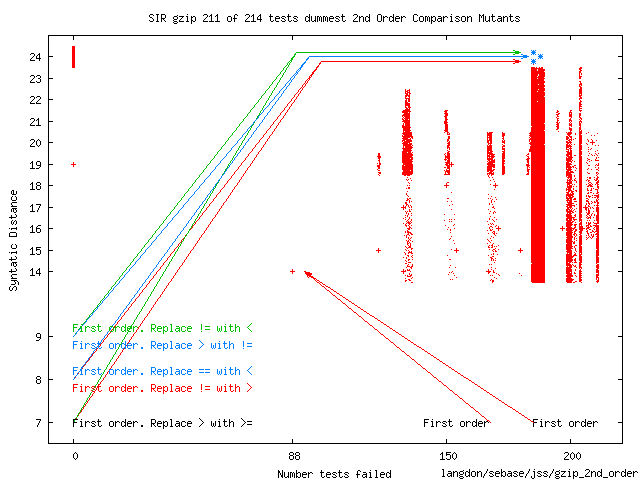 SIR gzip 211 of 214 tests dummest 2nd Order Comparison Mutants
24
23
22
21
20
19
18
17
16
15
14
9
8
7
Syntatic Distance
First order. Replace != with <
First order. Replace > with !=
First order. Replace == with <
First order. Replace != with >
First order. Replace > with >=
First order
First order
0
88
150
200
Number tests failed
langdon/sebase/jss/gzip_2nd_order